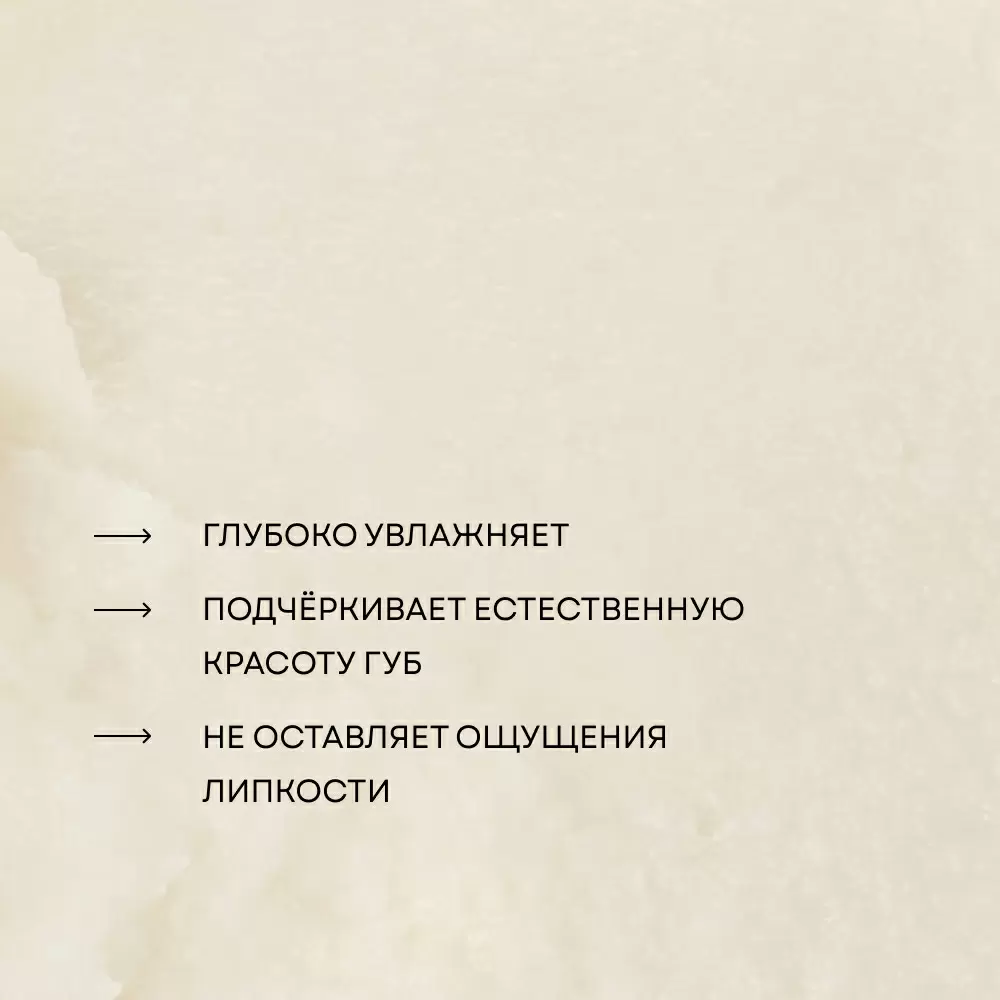 ГЛУБОКО УВЛАЖНЯЕТ
ПОДЧЁРКИВАЕТ ЕСТЕСТВЕННУЮ
КРАСОТУ ГУБ
НЕ ОСТАВЛЯЕТ ОЩУЩЕНИЯ
ЛИПКОСТИ